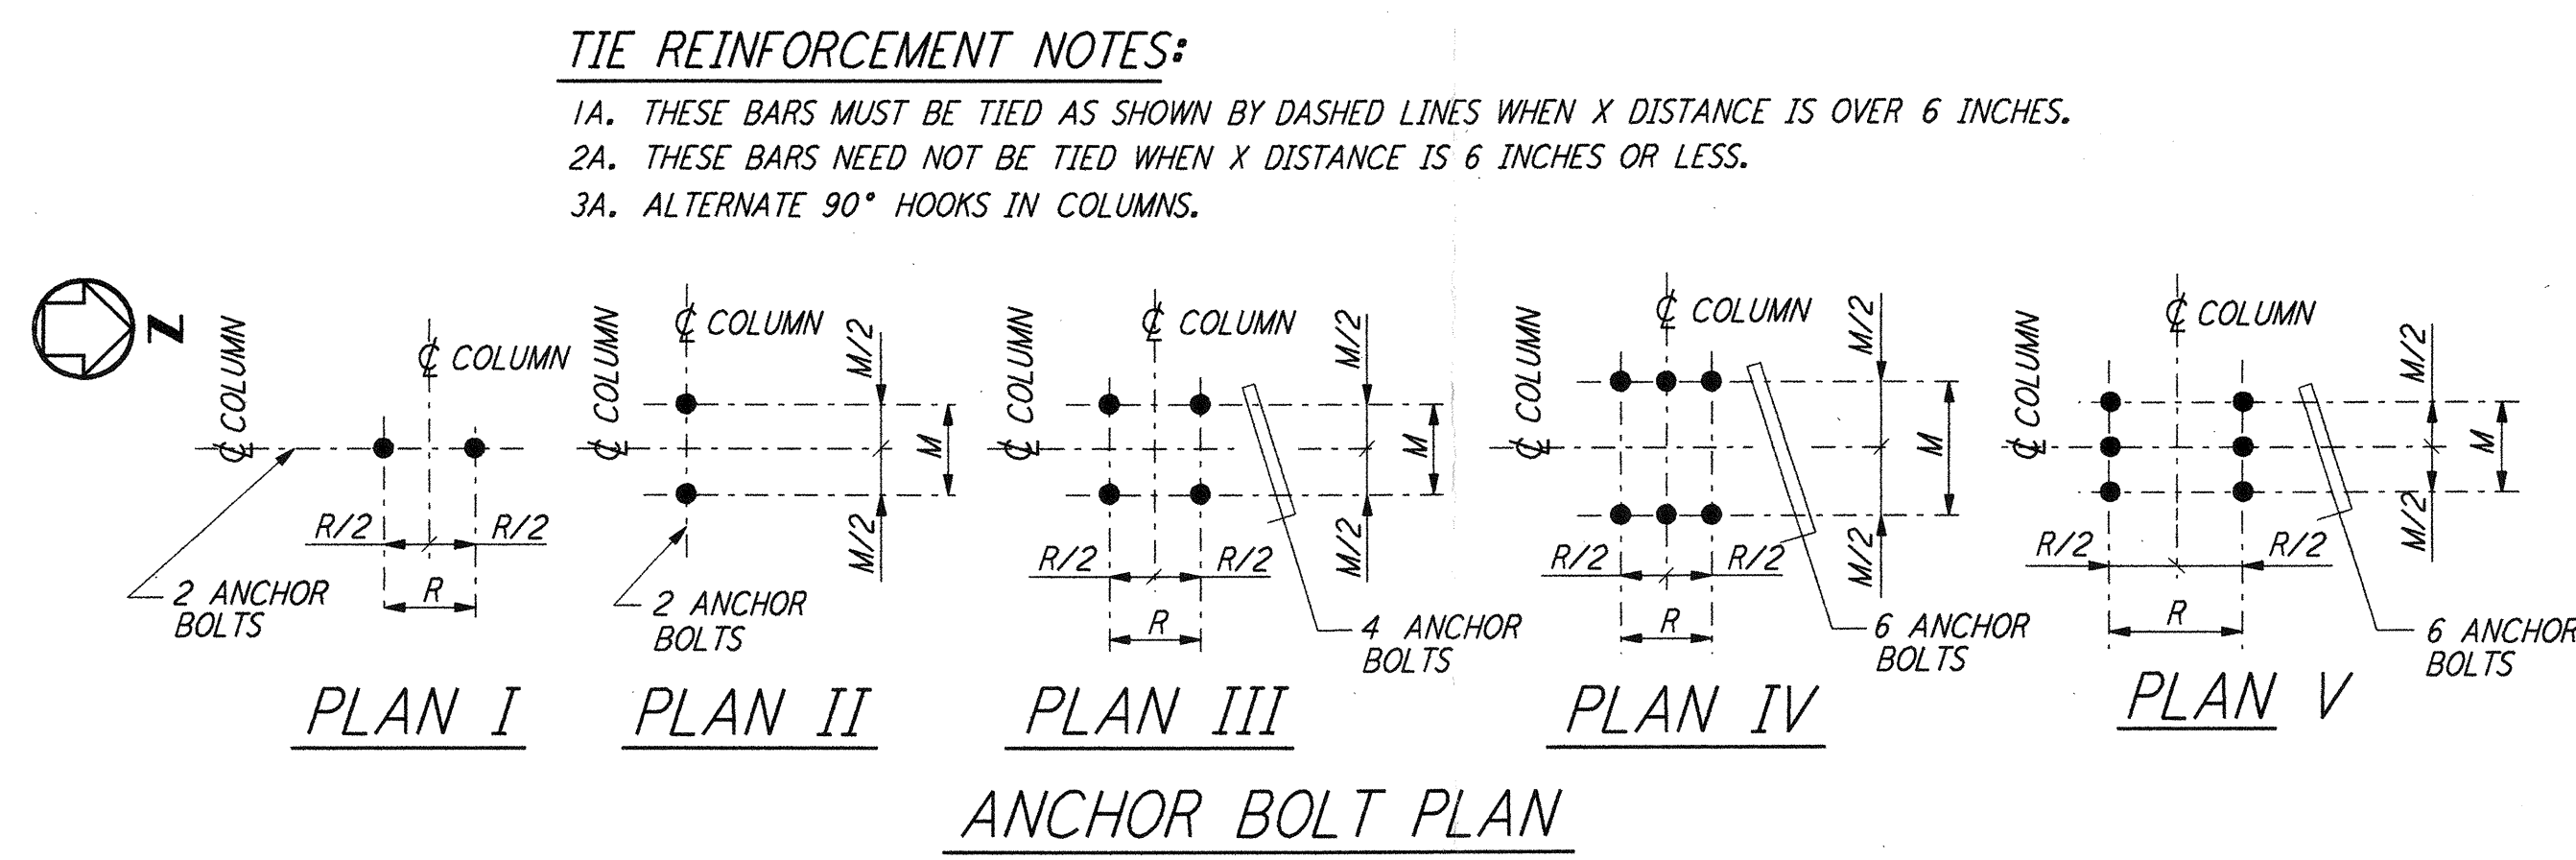 TIE REINFORCEMENT NOTES:
1A. THESE BARS MUST BE TIED AS SHOWN BY DASHED LINES WHEN X DISTANCE IS OVER 6 INCHES.
2A. THESE BARS NEED NOT BE TIED WHEN X DISTANCE IS 6 INCHES OR LESS.
3A. ALTERNATE 90° HOOKS IN COLUMNS.
N
℄ COLUMN
℄ COLUMN
R/2
R/2
R
2 ANCHOR
BOLTS
PLAN I
℄ COLUMN
℄ COLUMN
M/2
M
M/2
2 ANCHOR
BOLTS
PLAN II
℄ COLUMN
℄ COLUMN
M/2
M
M/2
R/2
R/2
R
4 ANCHOR
BOLTS
PLAN III
℄ COLUMN
℄ COLUMN
M/2
M
M/2
R/2
R/2
R
6 ANCHOR
BOLTS
PLAN IV
℄ COLUMN
℄ COLUMN
M/2
M
M/2
R/2
R/2
R
6 ANCHOR
BOLTS
PLAN V
ANCHOR BOLT PLAN